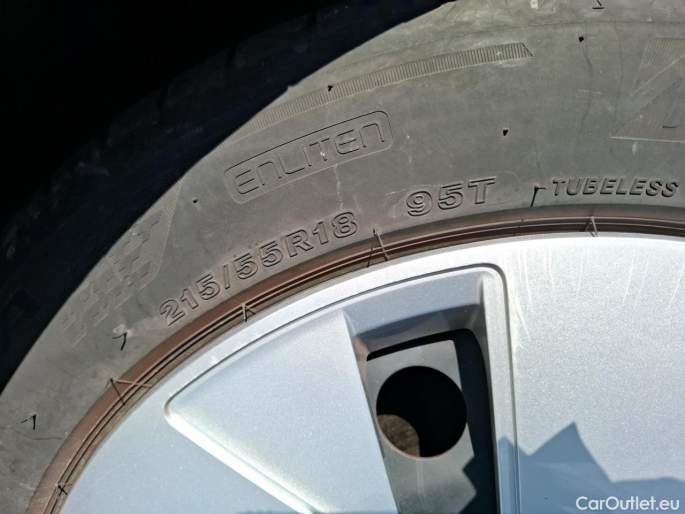 ENLITEN
215/55R18 95T TUBELESS
CarOutlet.eu